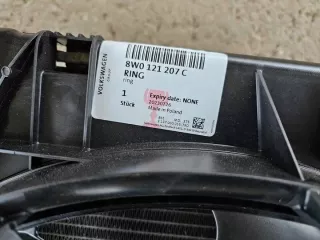 VOLKSWAGEN
8W0 121 207 C
RING
ring
1
Stück
Expiry date: NONE
Made in Poland